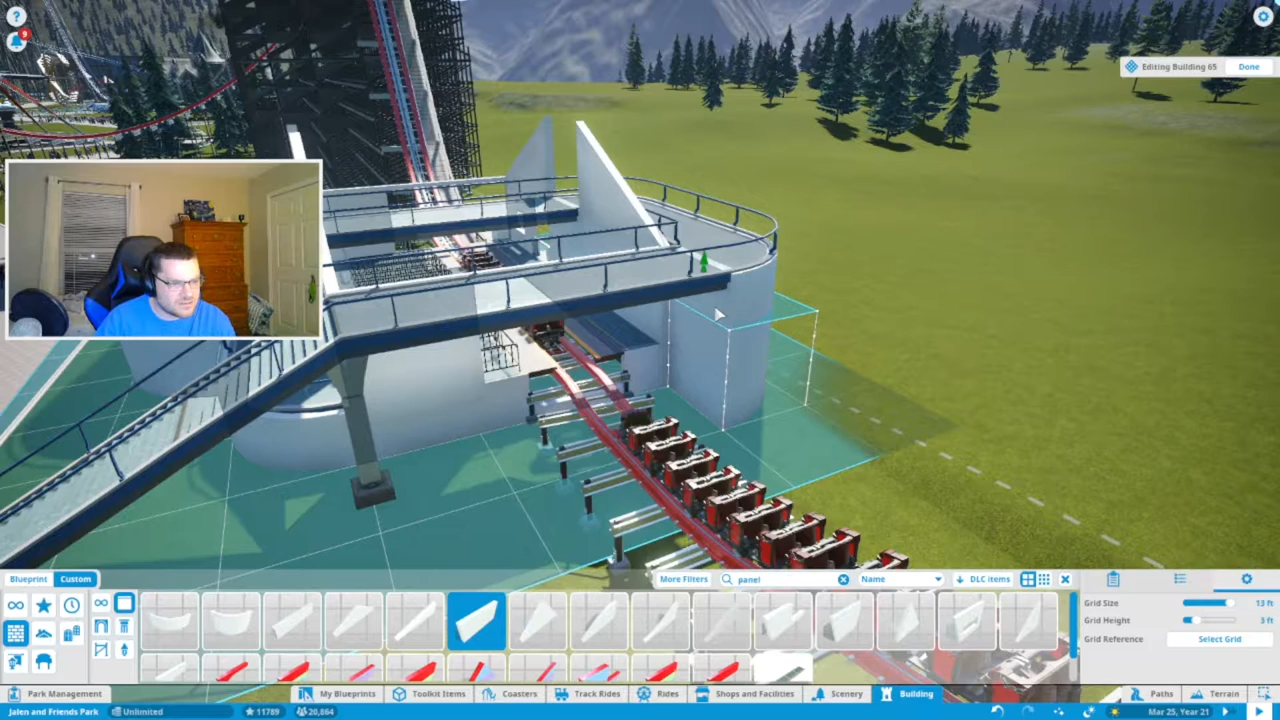 ?
9
Editing Building 65 Done
Blueprint Custom
More Filters panel Name DLC items
Grid Size 13 ft
Grid Height 3 ft
Grid Reference Select Grid
Park Management My Blueprints Toolkit Items Coasters Track Rides Rides Shops and Facilities Scenery Building Paths Terrain
Jalen and Friends Park Unlimited 11789 20,864 Mar 25, Year 21